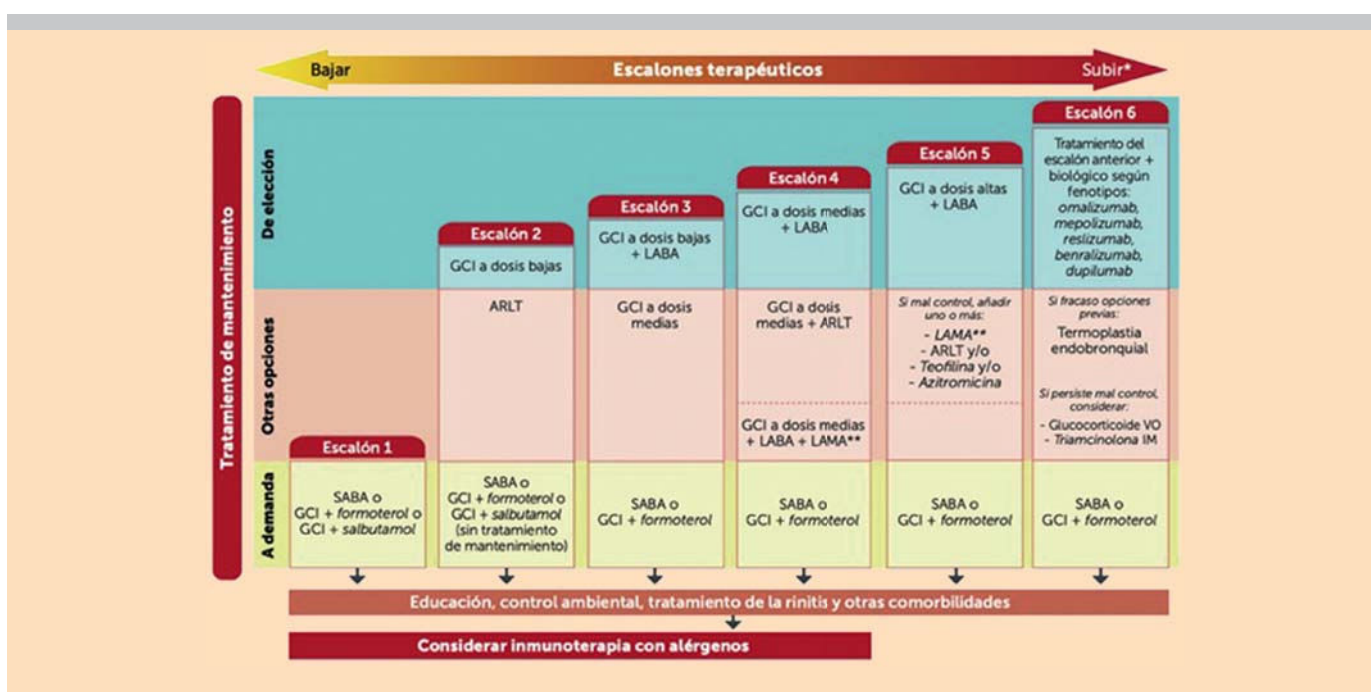 Bajar
Escalones terapéuticos
Subir*
Tratamiento de mantenimiento
De elección
Otras opciones
A demanda
Escalón 1
SABA o
GCI + formoterol o
GCI + salbutamol
Escalón 2
GCI a dosis bajas
ARLT
SABA o
GCI + formoterol o
GCI + salbutamol
(sin tratamiento
de mantenimiento)
Escalón 3
GCI a dosis bajas
+ LABA
GCI a dosis
medias
SABA o
GCI + formoterol
Escalón 4
GCI a dosis medias
+ LABA
GCI a dosis
medias + ARLT
GCI a dosis medias
+ LABA + LAMA**
SABA o
GCI + formoterol
Escalón 5
GCI a dosis altas
+ LABA
Si mal control, añadir
uno o más:
- LAMA**
- ARLT y/o
- Teofilina y/o
- Azitromicina
SABA o
GCI + formoterol
Escalón 6
Tratamiento del
escalón anterior +
biológico según
fenotipos:
omalizumab,
mepolizumab,
reslizumab,
benralizumab,
dupilumab
Si fracaso opciones
previas:
Termoplastia
endobronquial
Si persiste mal control,
considerar:
- Glucocorticoide VO
- Triamcinolona IM
SABA o
GCI + formoterol
Educación, control ambiental, tratamiento de la rinitis y otras comorbilidades
Considerar inmunoterapia con alérgenos